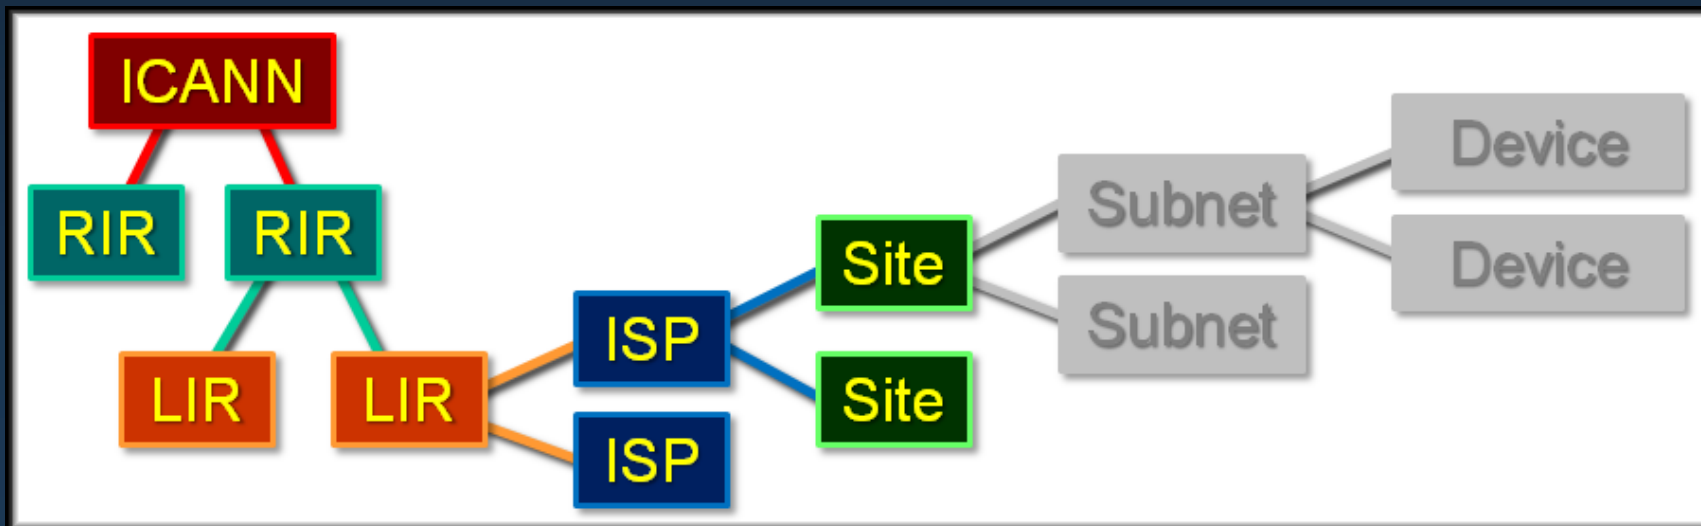 ICANN
RIR
RIR
LIR
LIR
ISP
ISP
Site
Site
Subnet
Subnet
Device
Device